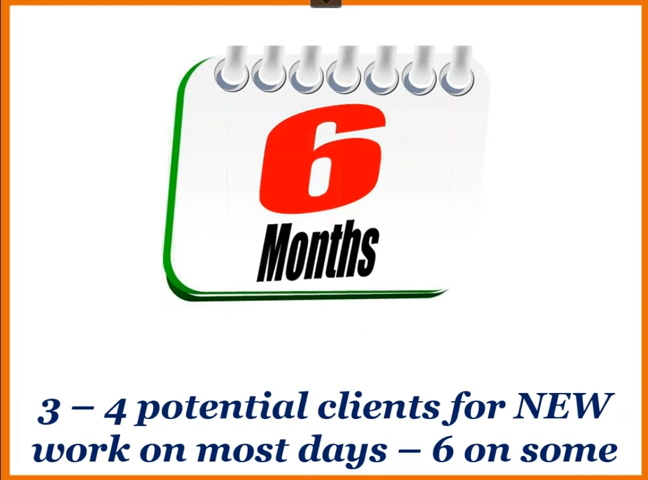 6
Months
3 – 4 potential clients for NEW
work on most days – 6 on some